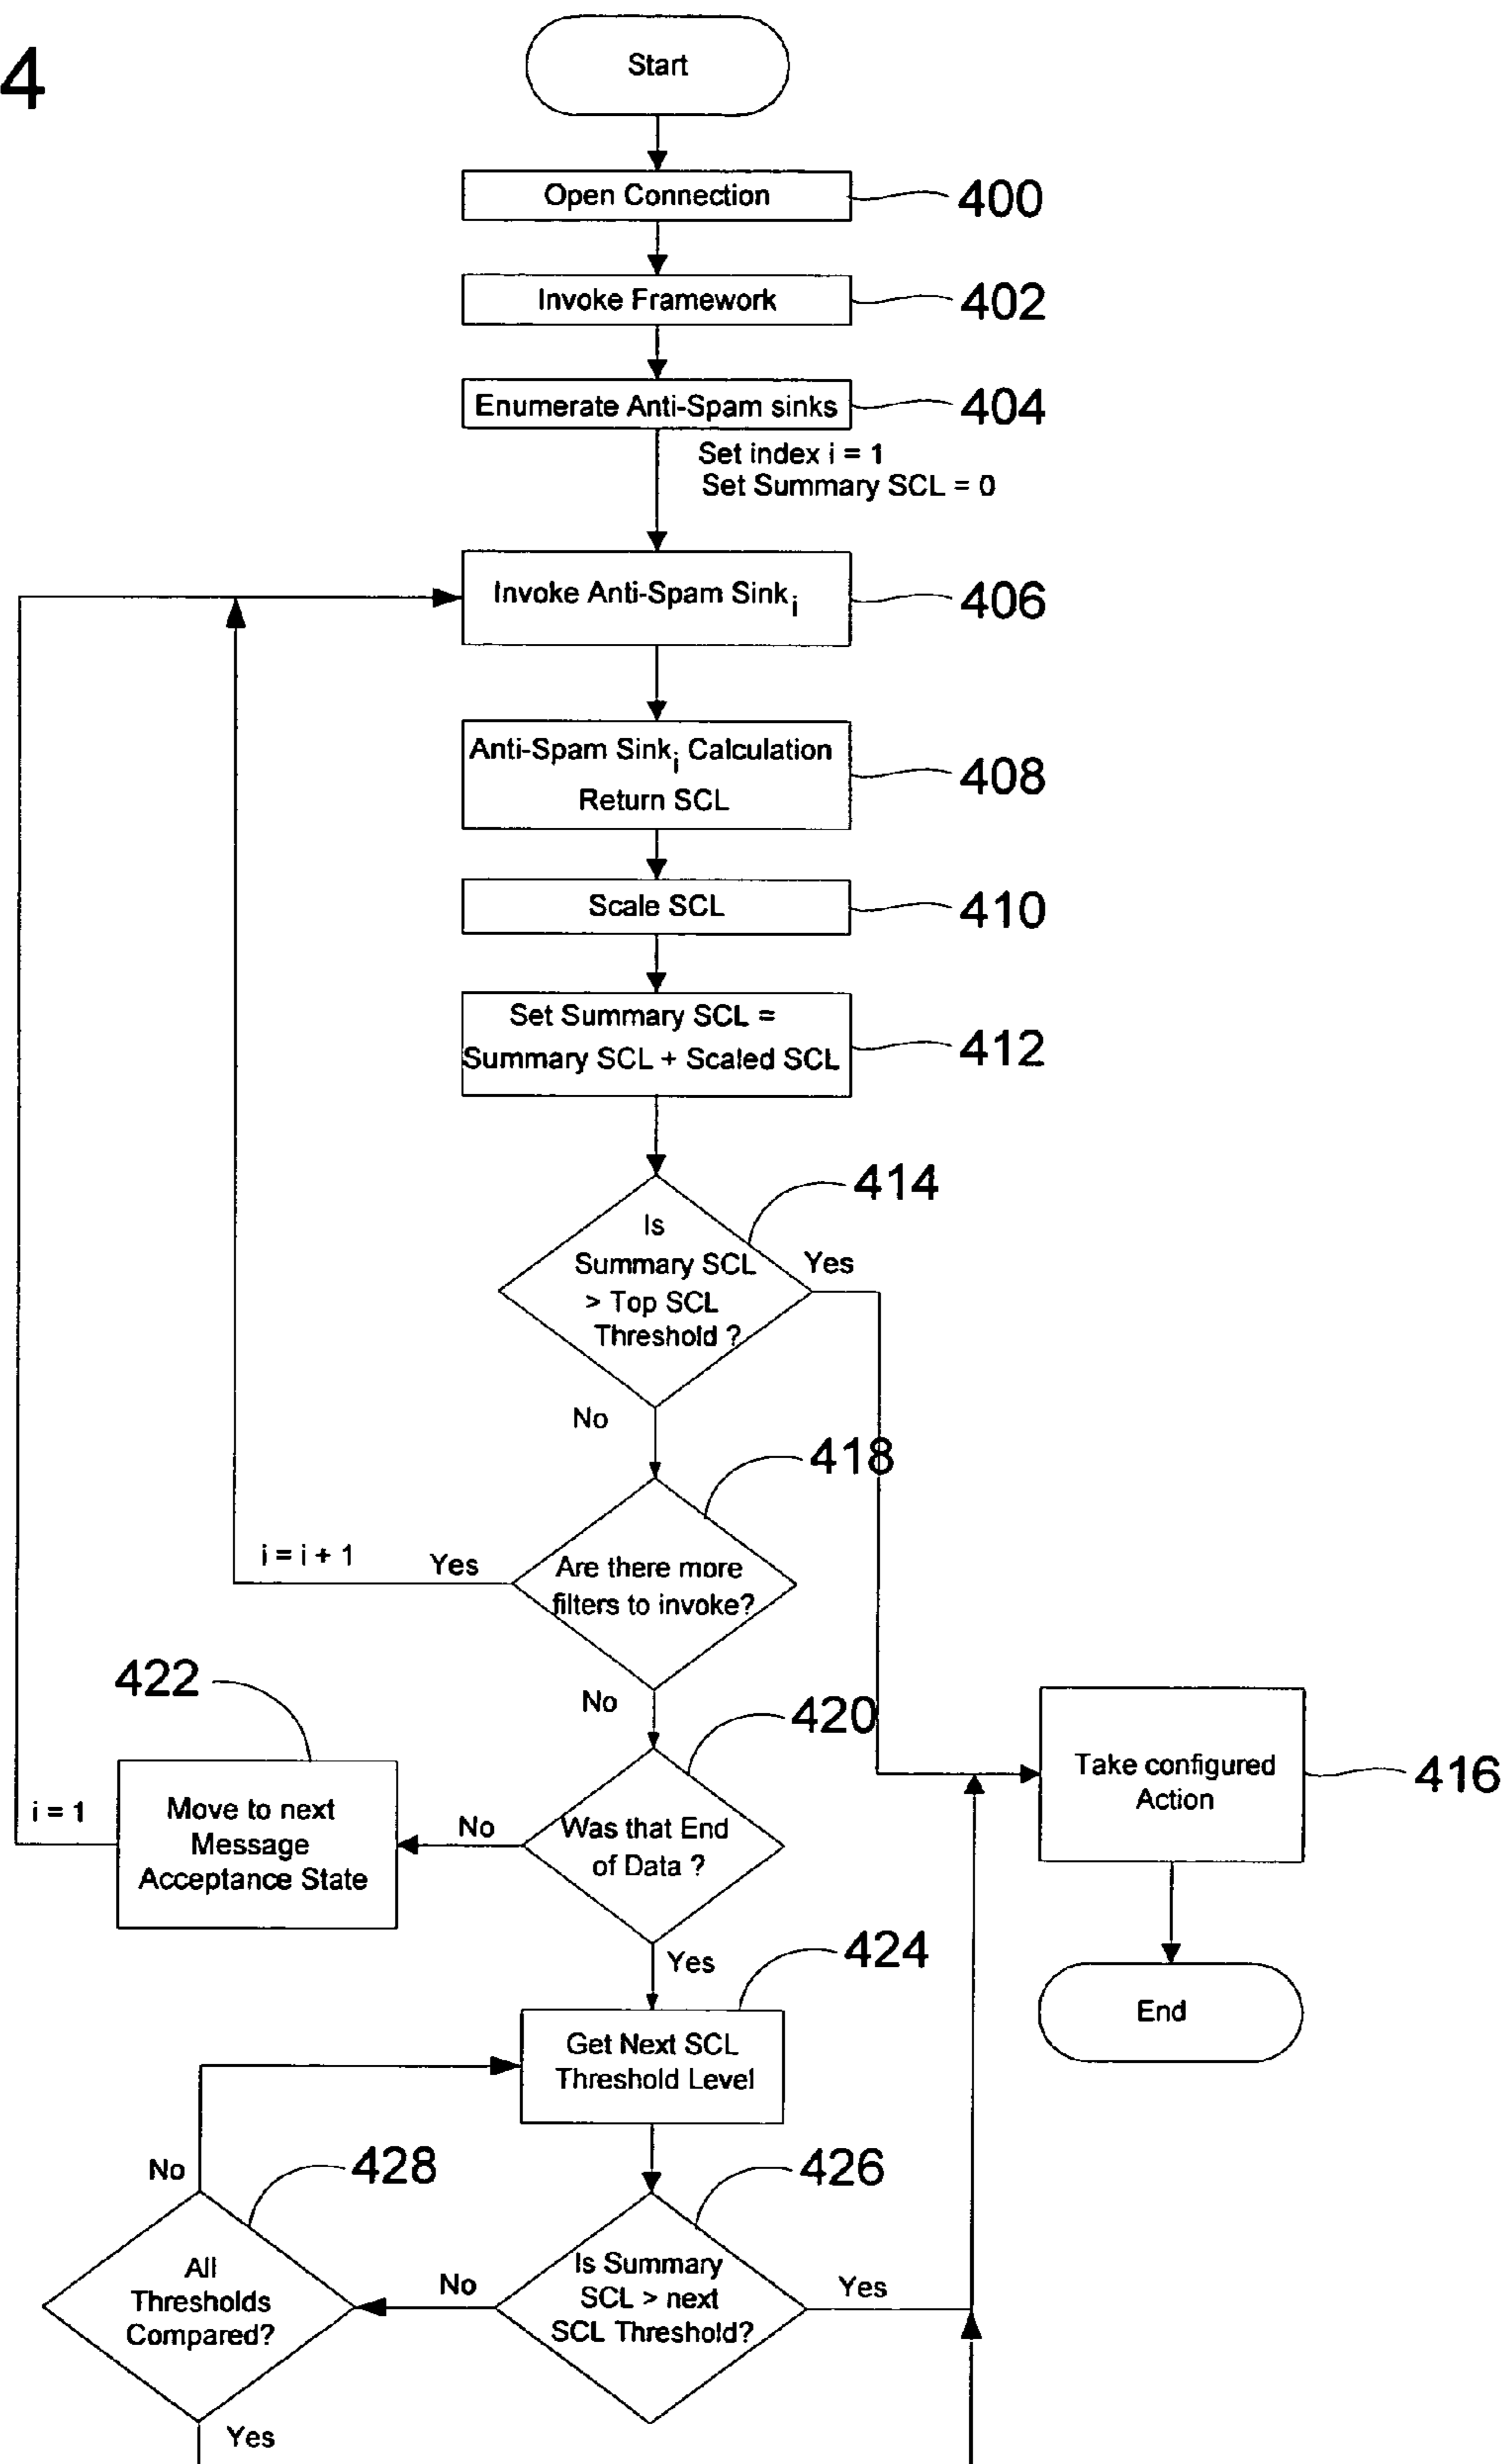 4
Start
Open Connection
400
Invoke Framework
402
Enumerate Anti-Spam sinks
404
Set index i = 1
Set Summary SCL = 0
Invoke Anti-Spam Sinki
406
Anti-Spam Sinki Calculation
Return SCL
408
Scale SCL
410
Set Summary SCL =
Summary SCL + Scaled SCL
412
414
Is
Summary SCL
> Top SCL
Threshold ?
Yes
No
418
Are there more
filters to invoke?
Yes
i = i + 1
No
420
422
Was that End
of Data ?
No
Move to next
Message
Acceptance State
i = 1
Take configured
Action
416
Yes
424
Get Next SCL
Threshold Level
End
No
428
426
All
Thresholds
Compared?
No
Is Summary
SCL > next
SCL Threshold?
Yes
Yes